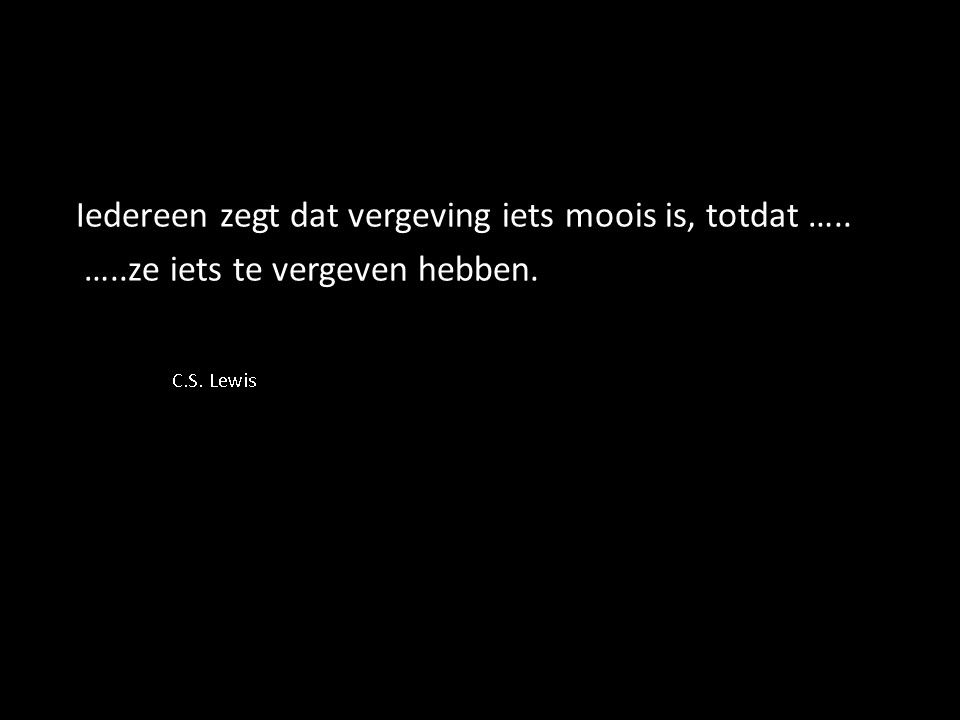 Iedereen zegt dat vergeving iets moois is, totdat …..
…..ze iets te vergeven hebben.
C.S. Lewis